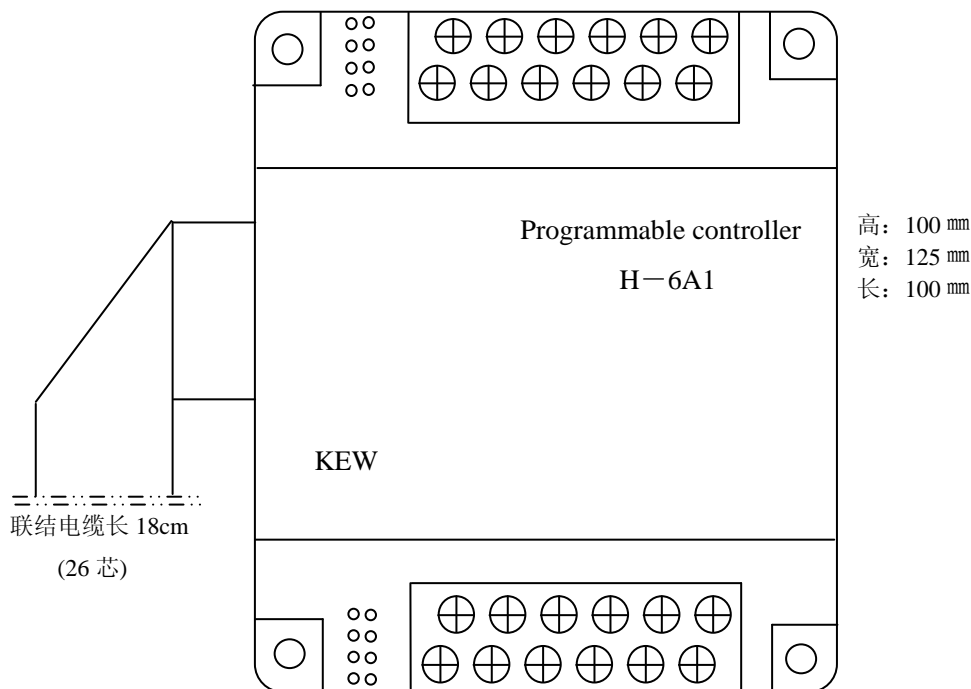 Programmable controller
H－6A1
高：100 ㎜
宽：125 ㎜
长：100 ㎜
KEW
联结电缆长 18cm
(26 芯)